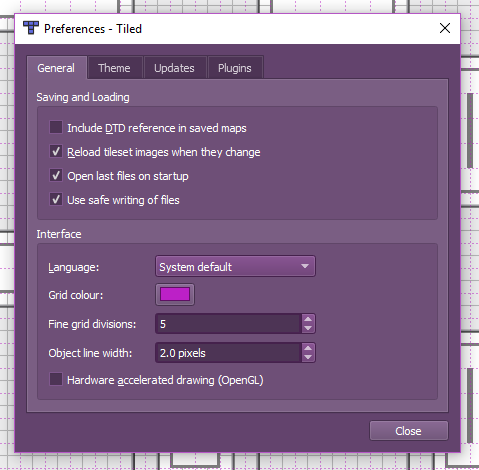 Preferences - Tiled
General Theme Updates Plugins
Saving and Loading
Include DTD reference in saved maps
Reload tileset images when they change
Open last files on startup
Use safe writing of files
Interface
Language: System default
Grid colour:
Fine grid divisions: 5
Object line width: 2.0 pixels
Hardware accelerated drawing (OpenGL)
Close